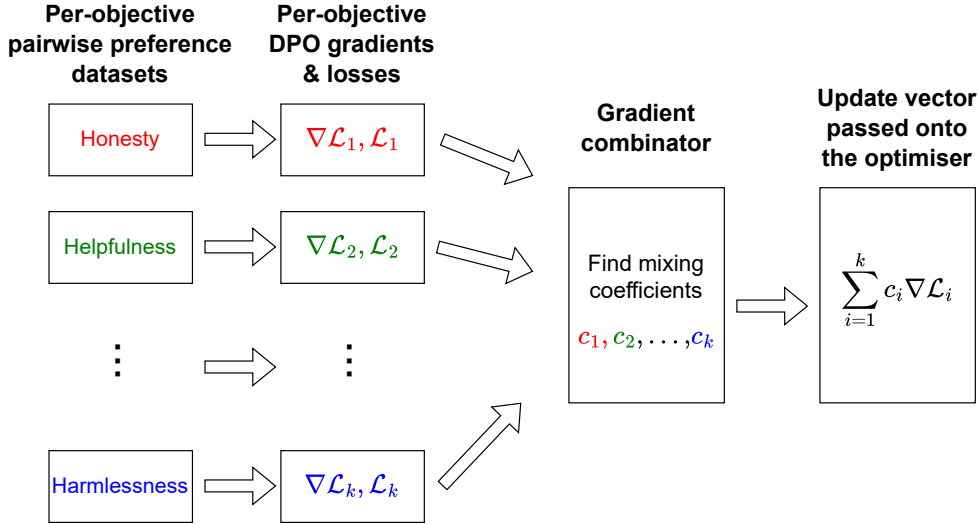 Per-objective
pairwise preference
datasets
Per-objective
DPO gradients
& losses
Honesty
∇ℒ₁, ℒ₁
Helpfulness
∇ℒ₂, ℒ₂
⋮
⋮
Harmlessness
∇ℒₖ, ℒₖ
Gradient
combinator
Find mixing
coefficients
c₁, c₂, . . . , cₖ
Update vector
passed onto
the optimiser
∑ᵢ₌₁ᵏ cᵢ∇ℒᵢ